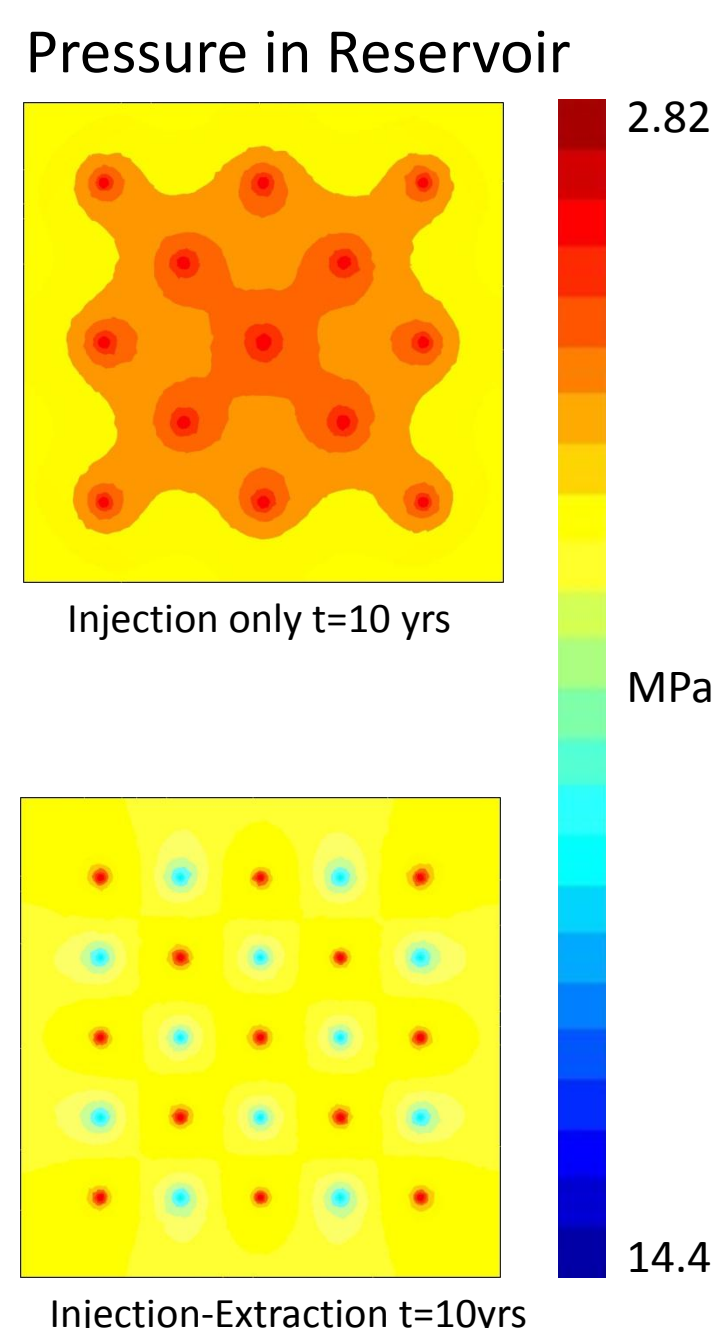 Pressure in Reservoir
2.82
Injection only t=10 yrs
MPa
14.4
Injection-Extraction t=10yrs